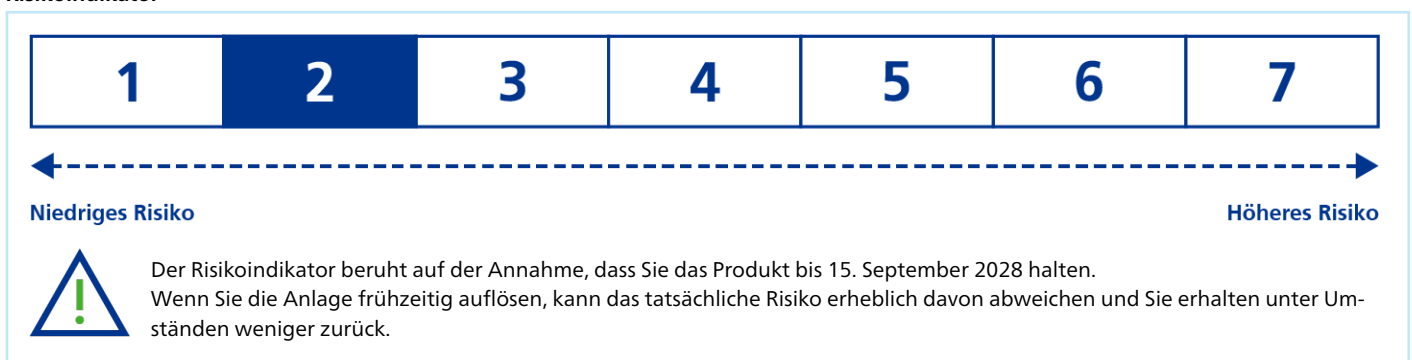 1 2 3 4 5 6 7
Niedriges Risiko Höheres Risiko
Der Risikoindikator beruht auf der Annahme, dass Sie das Produkt bis 15. September 2028 halten.
Wenn Sie die Anlage frühzeitig auflösen, kann das tatsächliche Risiko erheblich davon abweichen und Sie erhalten unter Um-
ständen weniger zurück.